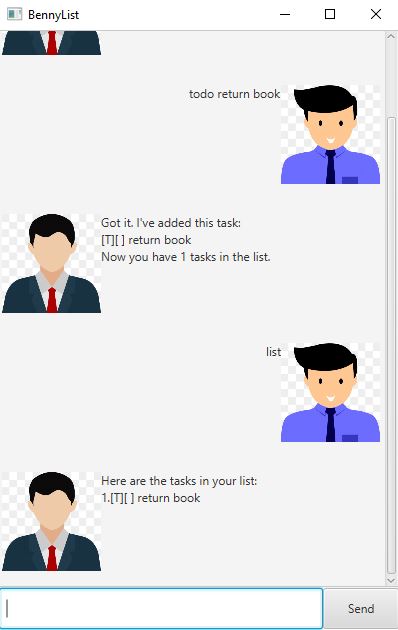 BennyList
todo return book
Got it. I've added this task:
[T][ ] return book
Now you have 1 tasks in the list.
list
Here are the tasks in your list:
1.[T][ ] return book
Send